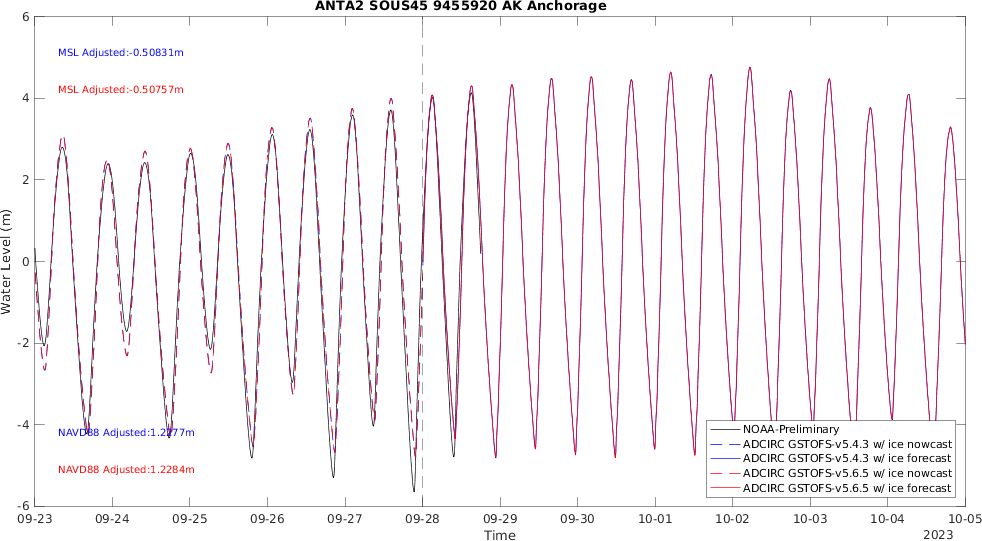 ANTA2 SOUS45 9455920 AK Anchorage
6
MSL Adjusted:-0.50831m
MSL Adjusted:-0.50757m
4
2
0
-2
-4
-6
Water Level (m)
NAVD88 Adjusted:1.2277m
NAVD88 Adjusted:1.2284m
NOAA-Preliminary
ADCIRC GSTOFS-v5.4.3 w/ ice nowcast
ADCIRC GSTOFS-v5.4.3 w/ ice forecast
ADCIRC GSTOFS-v5.6.5 w/ ice nowcast
ADCIRC GSTOFS-v5.6.5 w/ ice forecast
09-23 09-24 09-25 09-26 09-27 09-28 09-29 09-30 10-01 10-02 10-03 10-04 10-05
Time
2023